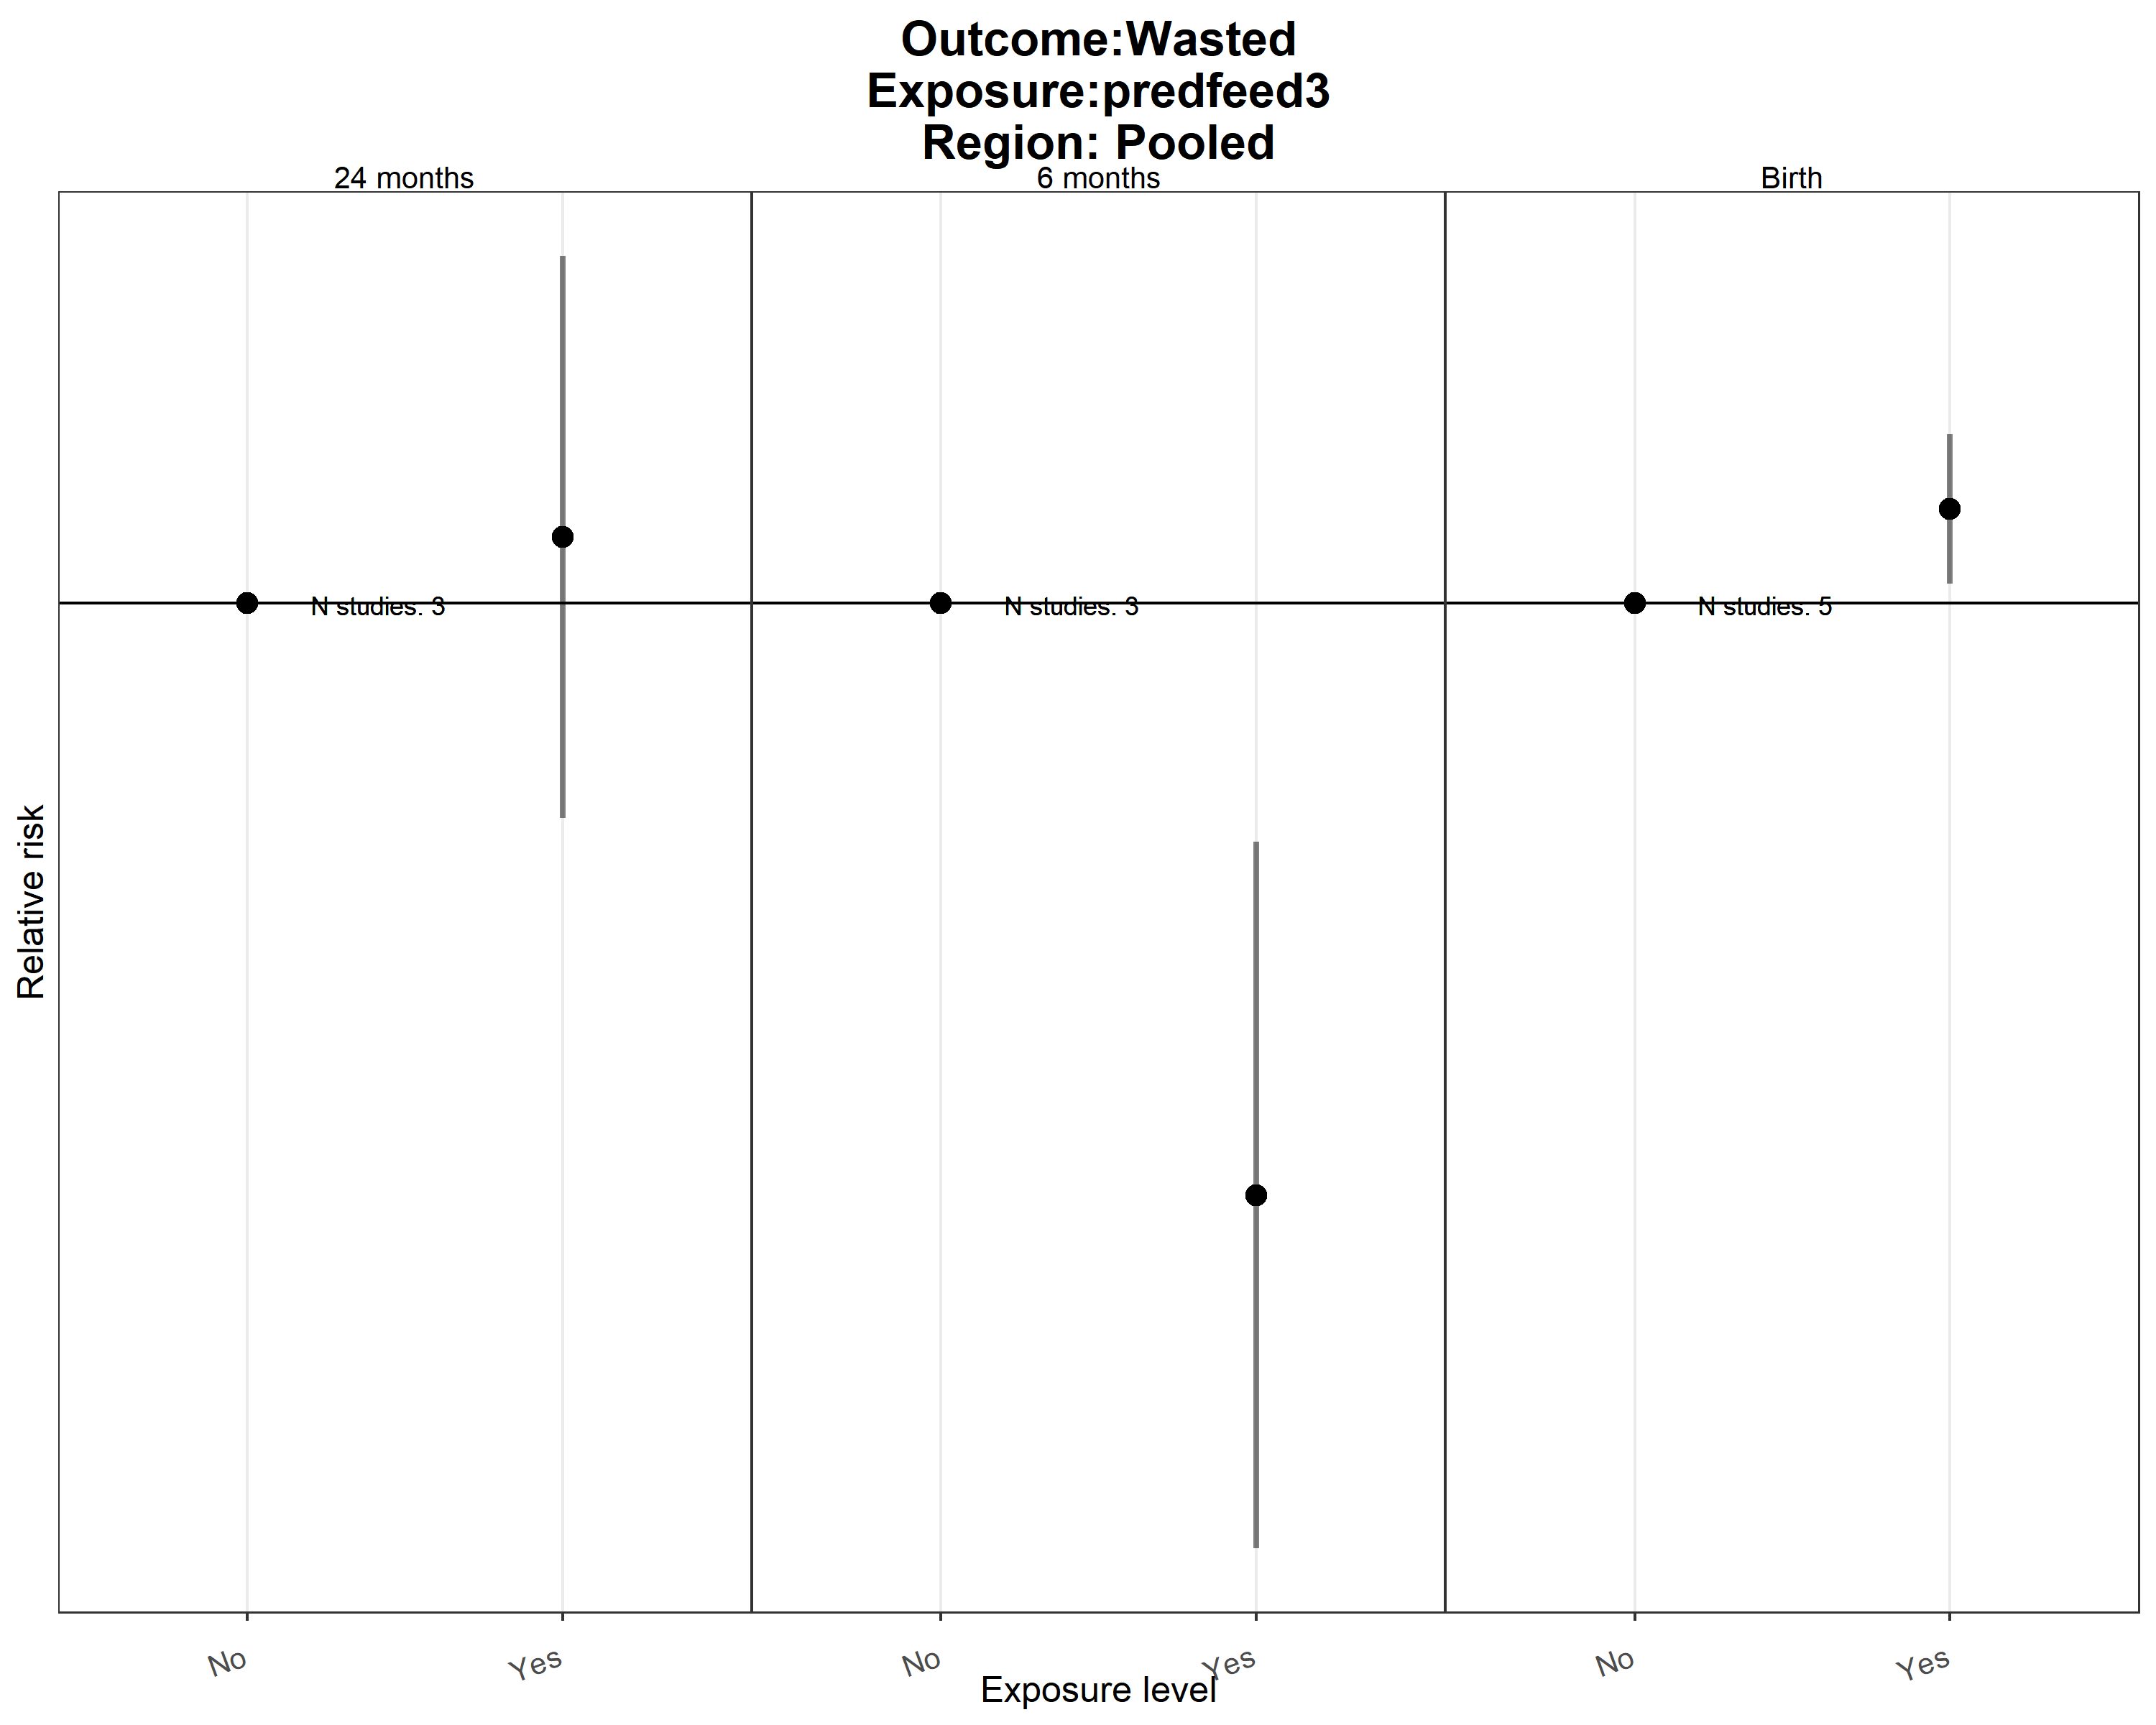 Outcome:Wasted
Exposure:predfeed3
Region: Pooled
24 months
6 months
Birth
N studies: 3
N studies: 3
N studies: 5
Relative risk
No
Yes
No
Yes
No
Yes
Exposure level